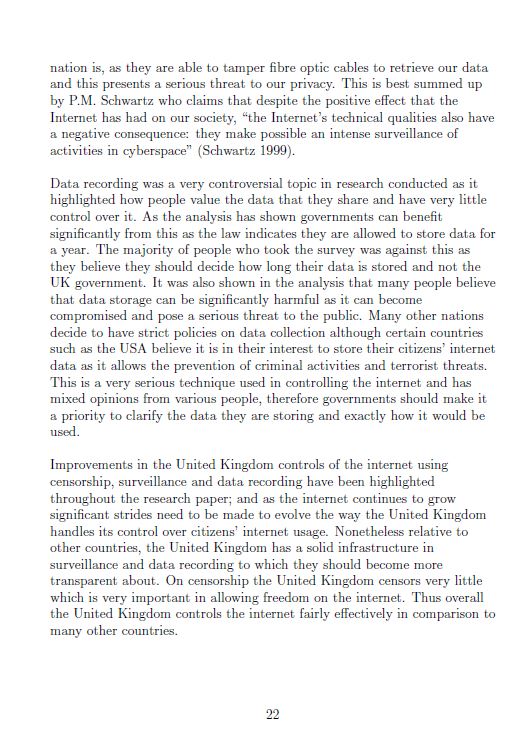 nation is, as they are able to tamper fibre optic cables to retrieve our data
and this presents a serious threat to our privacy. This is best summed up
by P.M. Schwartz who claims that despite the positive effect that the
Internet has had on our society, “the Internet’s technical qualities also have
a negative consequence: they make possible an intense surveillance of
activities in cyberspace” (Schwartz 1999).
Data recording was a very controversial topic in research conducted as it
highlighted how people value the data that they share and have very little
control over it. As the analysis has shown governments can benefit
significantly from this as the law indicates they are allowed to store data for
a year. The majority of people who took the survey was against this as
they believe they should decide how long their data is stored and not the
UK government. It was also shown in the analysis that many people believe
that data storage can be significantly harmful as it can become
compromised and pose a serious threat to the public. Many other nations
decide to have strict policies on data collection although certain countries
such as the USA believe it is in their interest to store their citizens’ internet
data as it allows the prevention of criminal activities and terrorist threats.
This is a very serious technique used in controlling the internet and has
mixed opinions from various people, therefore governments should make it
a priority to clarify the data they are storing and exactly how it would be
used.
Improvements in the United Kingdom controls of the internet using
censorship, surveillance and data recording have been highlighted
throughout the research paper; and as the internet continues to grow
significant strides need to be made to evolve the way the United Kingdom
handles its control over citizens’ internet usage. Nonetheless relative to
other countries, the United Kingdom has a solid infrastructure in
surveillance and data recording to which they should become more
transparent about. On censorship the United Kingdom censors very little
which is very important in allowing freedom on the internet. Thus overall
the United Kingdom controls the internet fairly effectively in comparison to
many other countries.
22